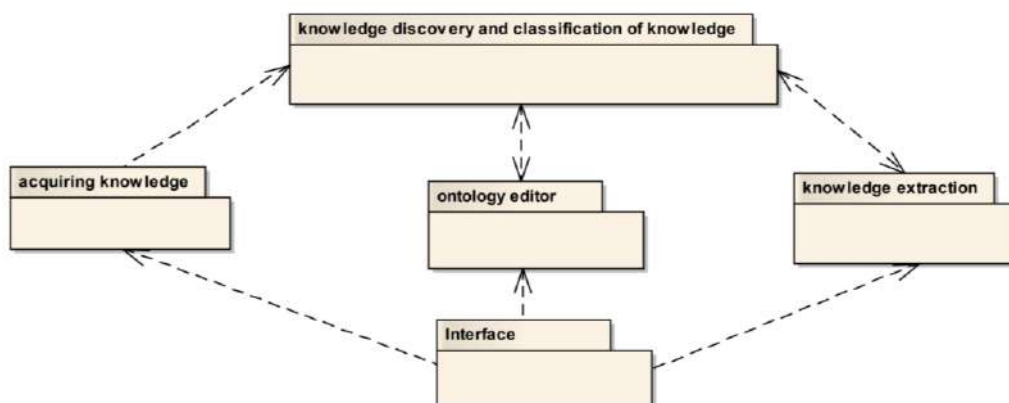 knowledge discovery and classification of knowledge
acquiring knowledge
ontology editor
knowledge extraction
Interface